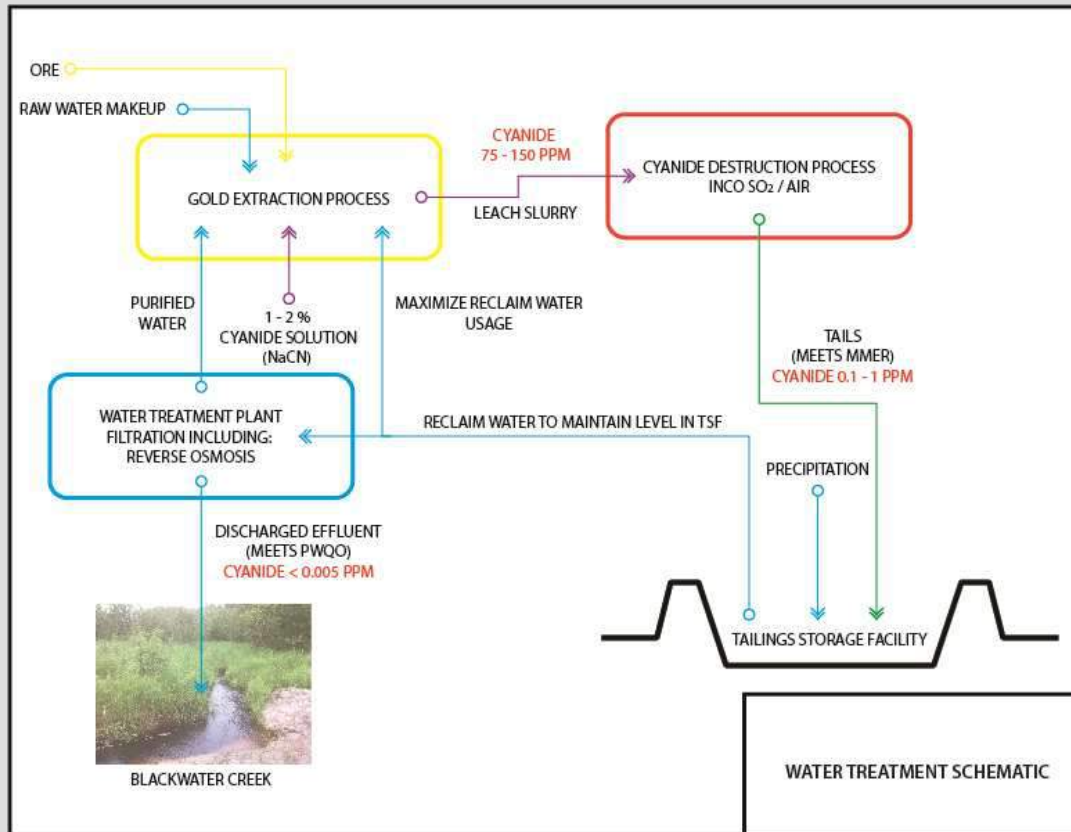 ORE
RAW WATER MAKEUP
GOLD EXTRACTION PROCESS
CYANIDE
75 - 150 PPM
LEACH SLURRY
CYANIDE DESTRUCTION PROCESS
INCO SO₂ / AIR
PURIFIED
WATER
1 - 2 %
CYANIDE SOLUTION
(NaCN)
MAXIMIZE RECLAIM WATER
USAGE
TAILS
(MEETS MMER)
CYANIDE 0.1 - 1 PPM
WATER TREATMENT PLANT
FILTRATION INCLUDING:
REVERSE OSMOSIS
RECLAIM WATER TO MAINTAIN LEVEL IN TSF
PRECIPITATION
DISCHARGED EFFLUENT
(MEETS PWQO)
CYANIDE < 0.005 PPM
TAILINGS STORAGE FACILITY
BLACKWATER CREEK
WATER TREATMENT SCHEMATIC